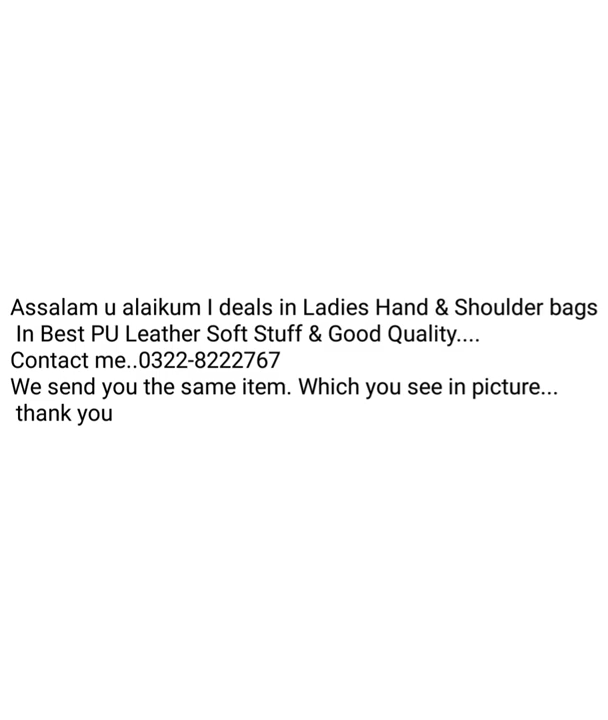 Assalam u alaikum I deals in Ladies Hand & Shoulder bags
In Best PU Leather Soft Stuff & Good Quality....
Contact me..0322-8222767
We send you the same item. Which you see in picture...
thank you